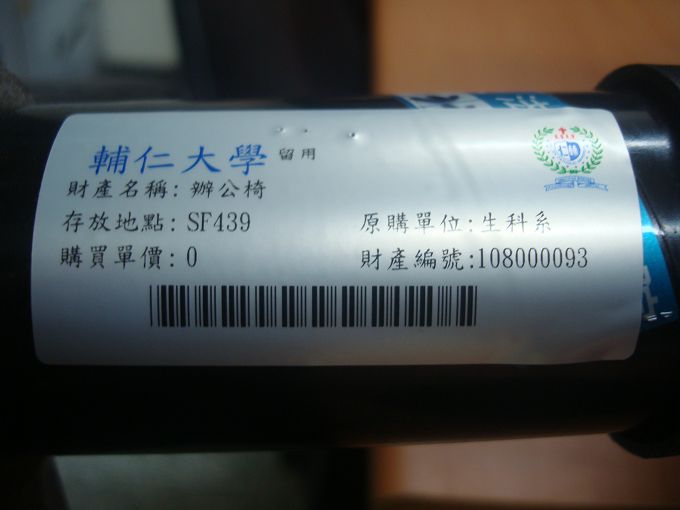 輔仁大學 留用
財產名稱: 辦公椅
存放地點: SF439 原購單位: 生科系
購買單價: 0 財產編號:108000093